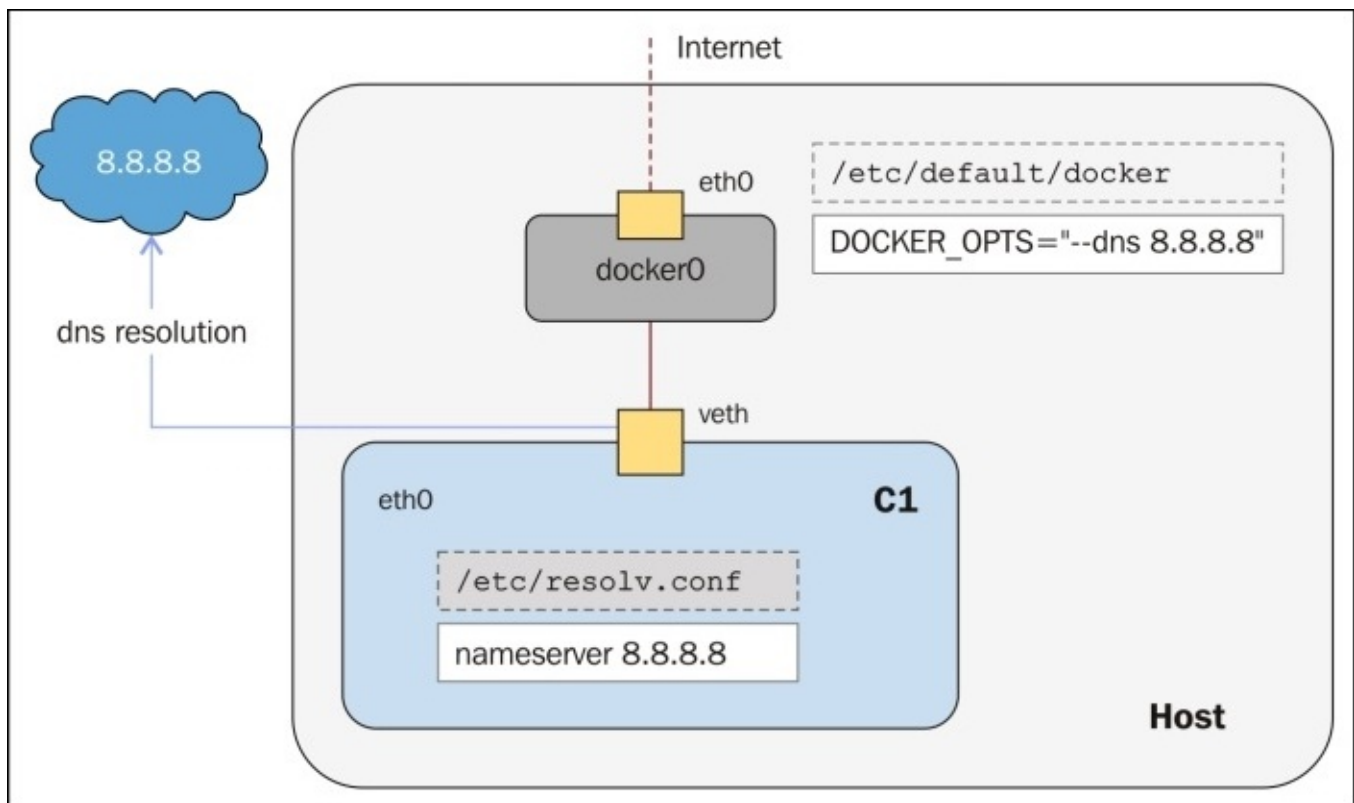 Internet
8.8.8.8
eth0
/etc/default/docker
DOCKER_OPTS="--dns 8.8.8.8"
docker0
dns resolution
veth
eth0
C1
/etc/resolv.conf
nameserver 8.8.8.8
Host